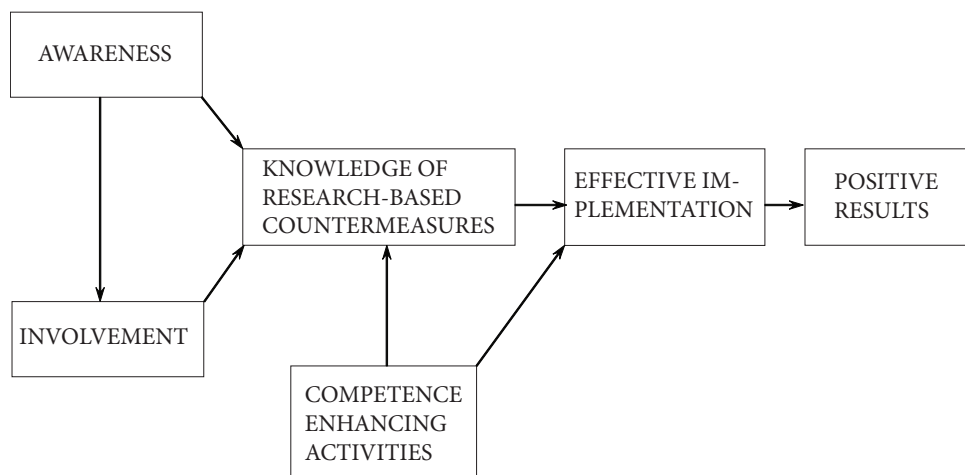 AWARENESS
KNOWLEDGE OF
RESEARCH-BASED
COUNTERMEASURES
EFFECTIVE IM-
PLEMENTATION
POSITIVE
RESULTS
INVOLVEMENT
COMPETENCE
ENHANCING
ACTIVITIES